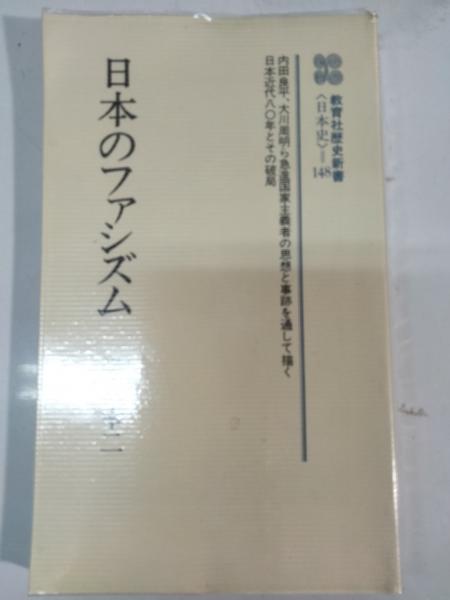 教育社歴史新書
〈日本史〉148
内田良平、大川周明ら急進国家主義者の思想と事跡を通して描く
日本近代八〇年とその破局
日本のファシズム
二